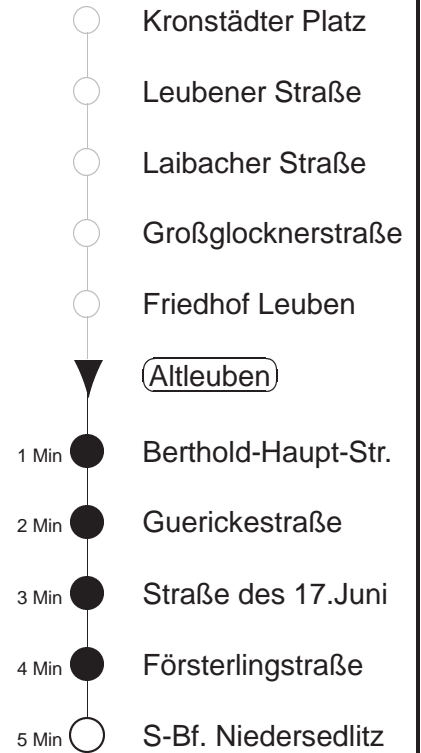 Kronstädter Platz
Leubener Straße
Laibacher Straße
Großglocknerstraße
Friedhof Leuben
Altleuben
1 Min Berthold-Haupt-Str.
2 Min Guerickestraße
3 Min Straße des 17.Juni
4 Min Försterlingstraße
5 Min S-Bf. Niedersedlitz